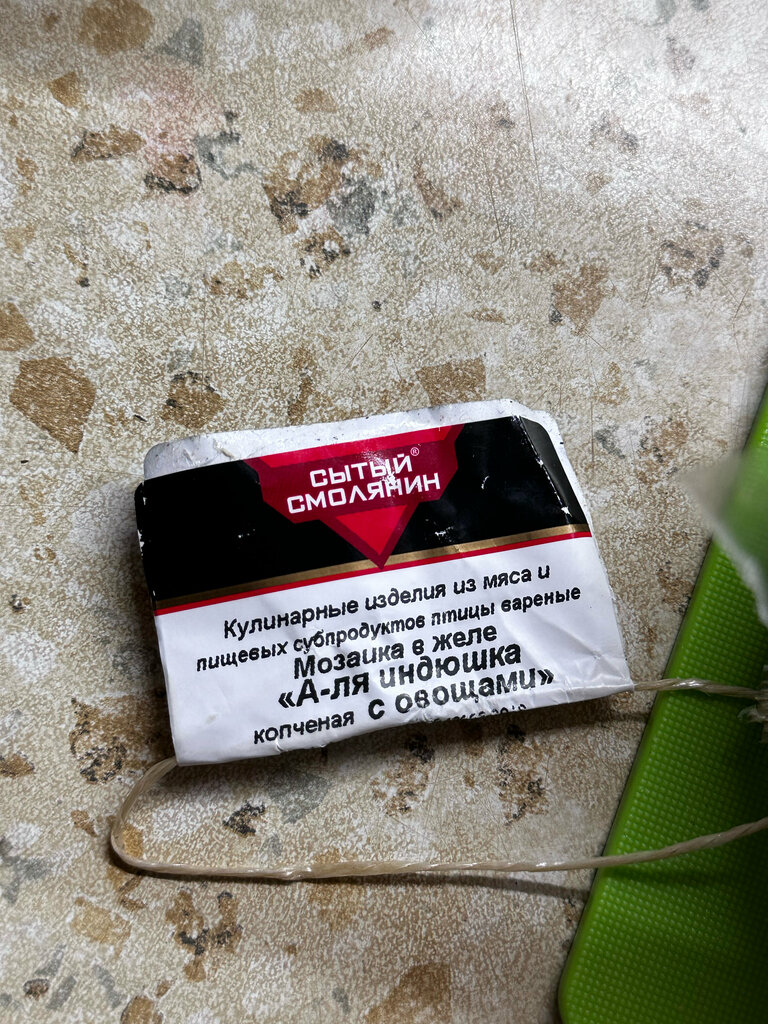 СЫТЫЙ®
СМОЛЯНИН
Кулинарные изделия из мяса и
пищевых субпродуктов птицы вареные
Мозаика в желе
«А-ля индюшка
копченая с овощами»